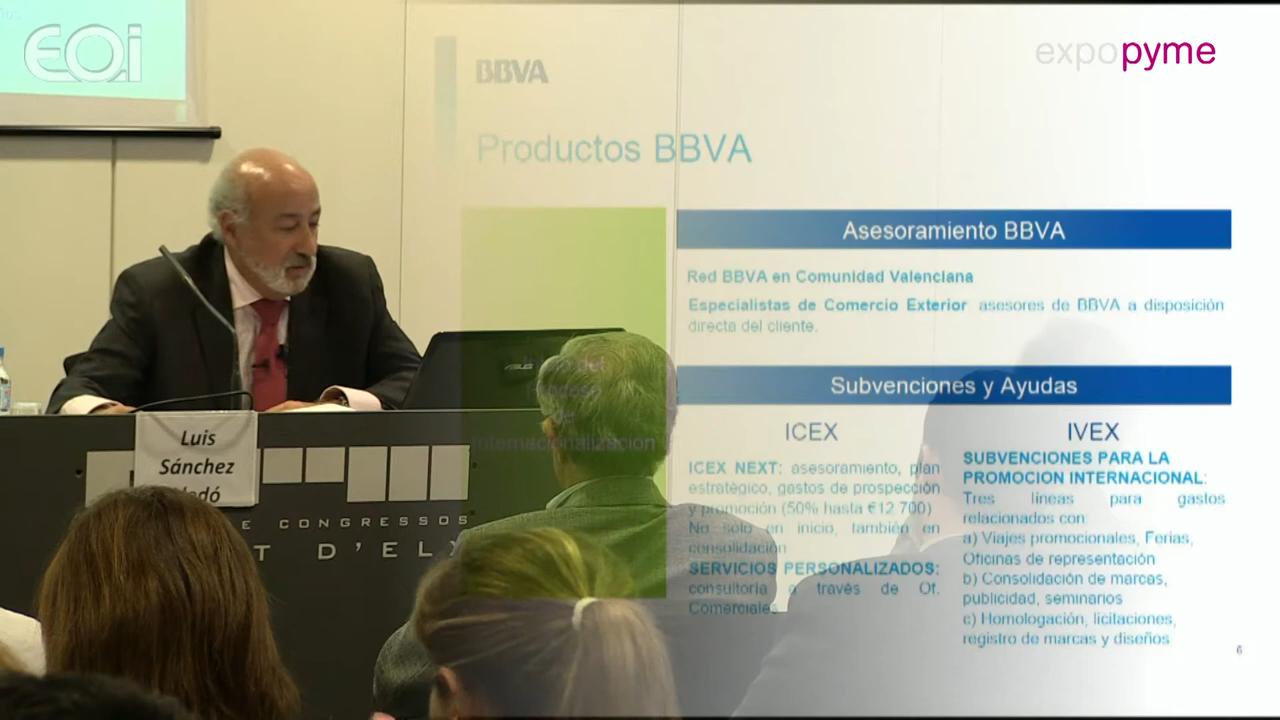 EOi
expopyme
BBVA
Productos BBVA
Asesoramiento BBVA
Red BBVA en Comunidad Valenciana
Especialistas de Comercio Exterior: asesores de BBVA a disposición
directa del cliente.
Subvenciones y Ayudas
ICEX
ICEX NEXT: asesoramiento, plan
estratégico, gastos de prospección
y promoción (50% hasta €12.700)
No solo en inicio, también en
consolidación
SERVICIOS PERSONALIZADOS:
consultoría a través de Of.
Comerciales
IVEX
SUBVENCIONES PARA LA
PROMOCION INTERNACIONAL:
Tres líneas para gastos
relacionados con:
a) Viajes promocionales, Ferias,
Oficinas de representación
b) Consolidación de marcas,
publicidad, seminarios
c) Homologación, licitaciones,
registro de marcas y diseños
6
internacionalización
ASUS
Luis
Sánchez
E CONGRESSOS
T D'EL